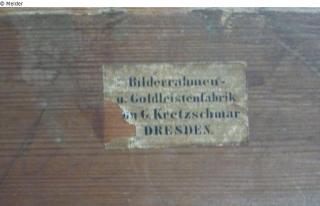 © Melder
Bilderrahmen-
u. Goldleistenfabrik
G. Kretzschmar
DRESDEN.